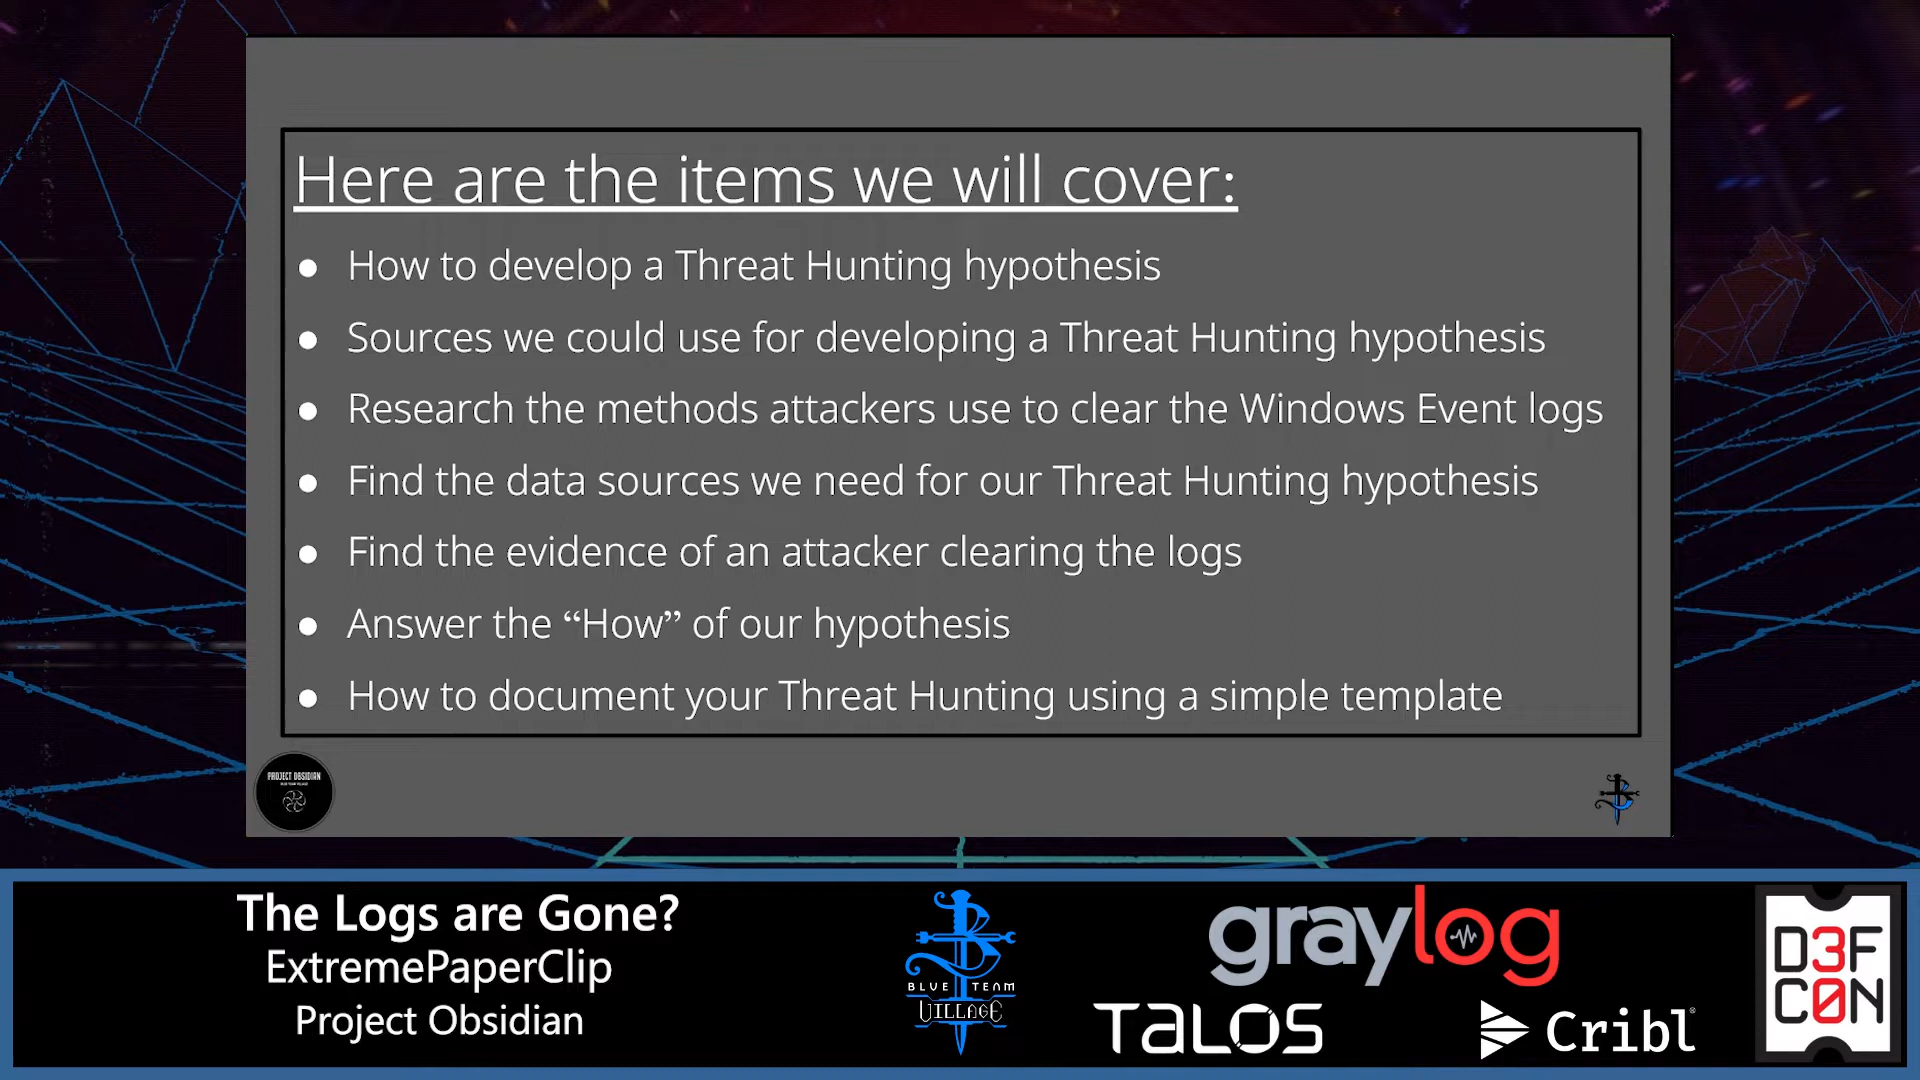 Here are the items we will cover:
● How to develop a Threat Hunting hypothesis
● Sources we could use for developing a Threat Hunting hypothesis
● Research the methods attackers use to clear the Windows Event logs
● Find the data sources we need for our Threat Hunting hypothesis
● Find the evidence of an attacker clearing the logs
● Answer the “How” of our hypothesis
● How to document your Threat Hunting using a simple template
PROJECT OBSIDIAN
BLUE TEAM VILLAGE
The Logs are Gone?
ExtremePaperClip
Project Obsidian
BLUE TEAM
VILLAGE
graylog
TALOS
Cribl
D3F
C0N